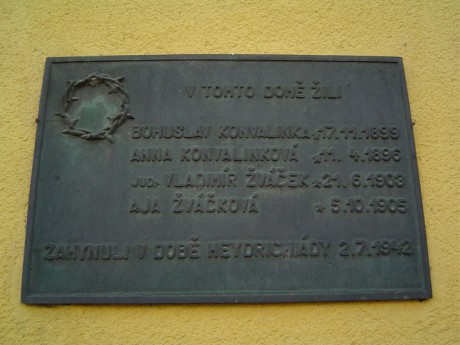 V TOMTO DOMĚ ŽILI
BOHUSLAV KONVALINKA *17.11.1899
ANNA KONVALINKOVÁ *11. 4.1896
JUDr VLADIMÍR ŽVÁČEK *21. 6.1903
AJA ŽVÁČKOVÁ * 5.10.1905
ZAHYNULI V DOBĚ HEYDRICHIÁDY 2.7.1942